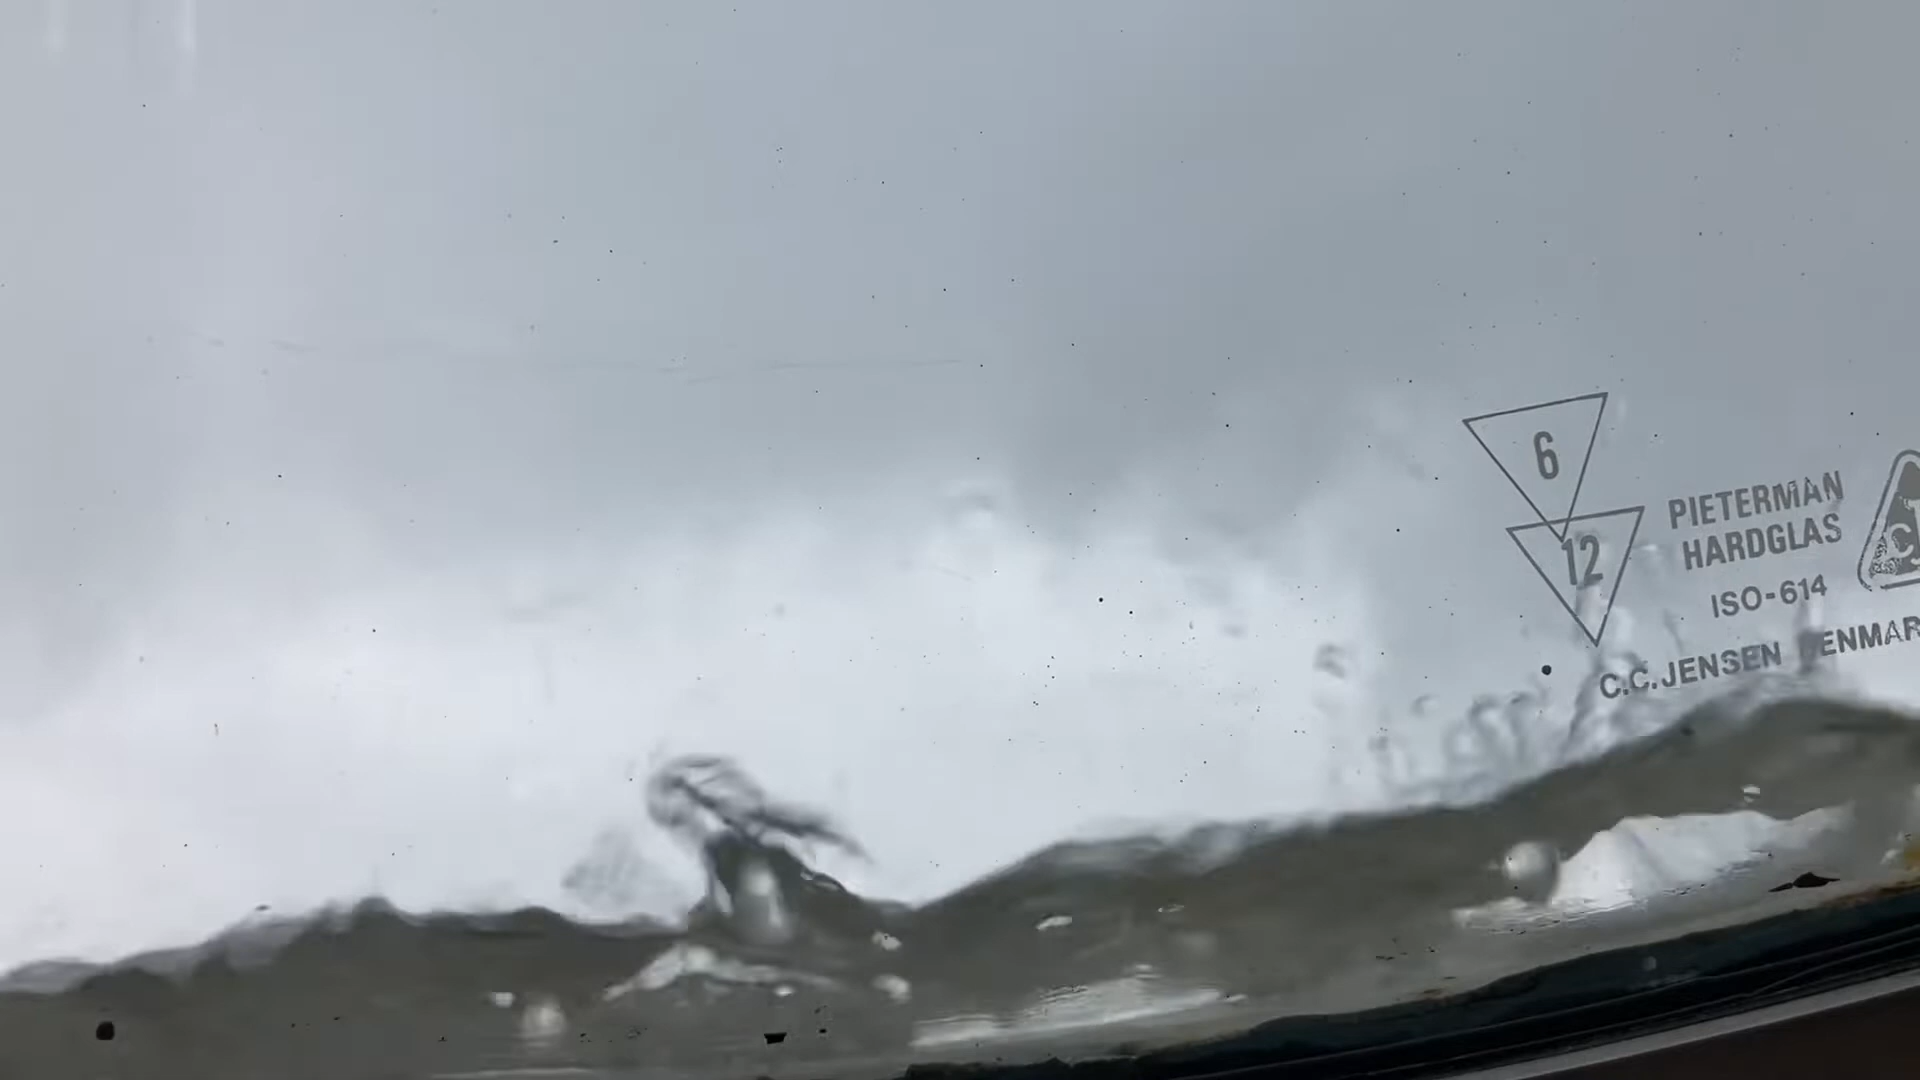 6
12
PIETERMAN
HARDGLAS
ISO-614
C.C.JENSEN